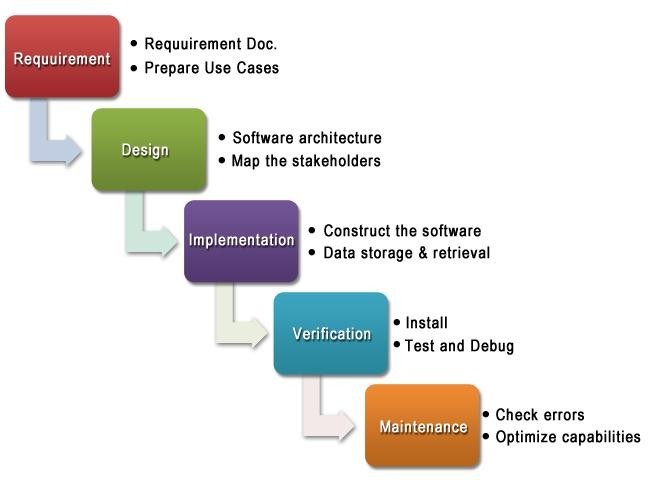 Requuirement
• Requuirement Doc.
• Prepare Use Cases
Design
• Software architecture
• Map the stakeholders
Implementation
• Construct the software
• Data storage & retrieval
Verification
• Install
• Test and Debug
Maintenance
• Check errors
• Optimize capabilities